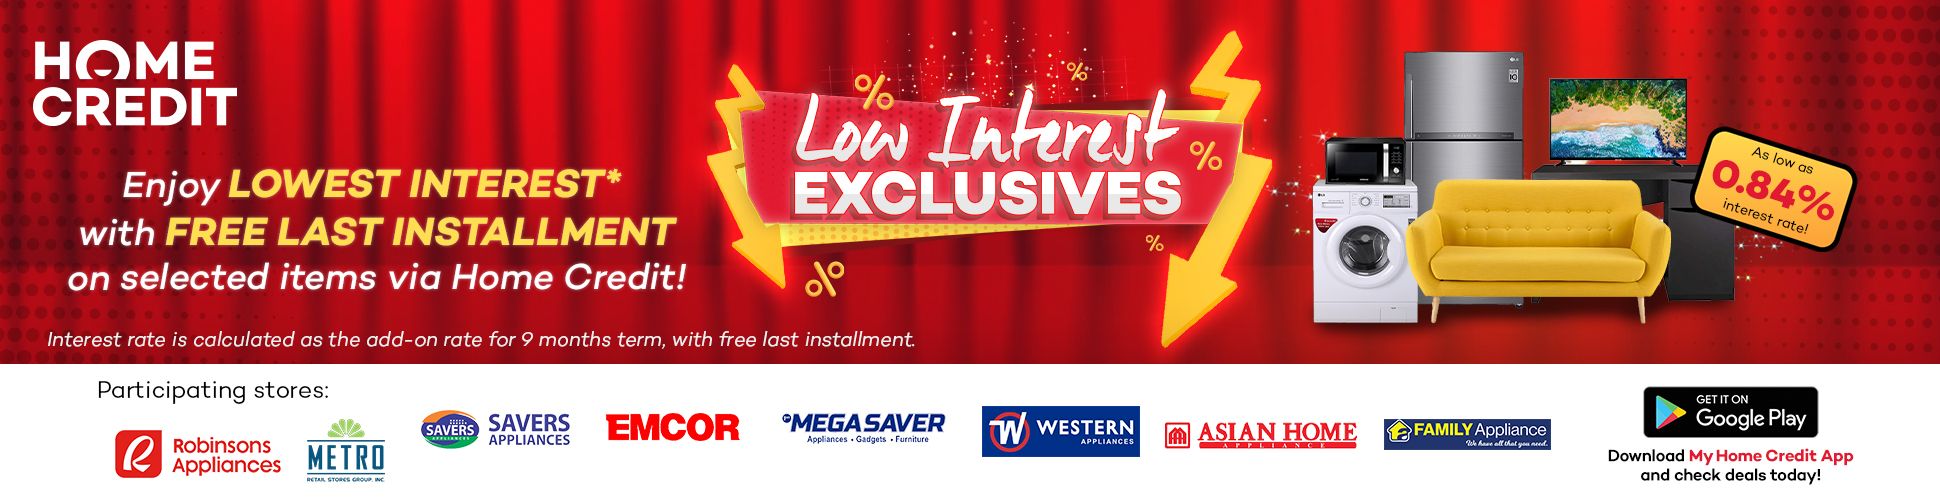 HOME
CREDIT
Enjoy LOWEST INTEREST*
with FREE LAST INSTALLMENT
on selected items via Home Credit!
Interest rate is calculated as the add-on rate for 9 months term, with free last installment.
%
%
Low Interest
%
EXCLUSIVES
%
%
LG
As low as
0.84%
interest rate!
Participating stores:
R Robinsons
Appliances
METRO
RETAIL STORES GROUP, INC.
SAVERS
APPLIANCES
SAVERS
APPLIANCES
EMCOR
MEGASAVER
Appliances • Gadgets • Furniture
W WESTERN
APPLIANCES
ASIAN HOME
APPLIANCE
FAMILY Appliance
We have all that you need.
GET IT ON
Google Play
Download My Home Credit App
and check deals today!